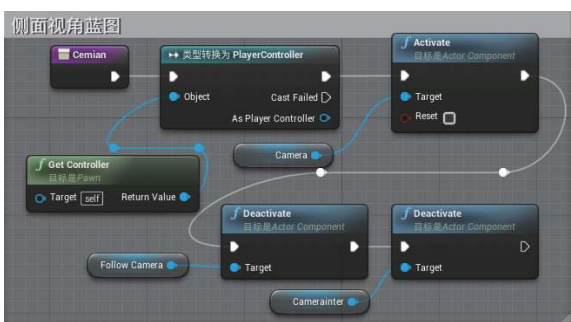 侧面视角蓝图
Cemian
类型转换为 PlayerController
Object
Cast Failed
As Player Controller
Activate
目标是Actor Component
Target
Reset
Camera
Get Controller
目标是Pawn
Target self
Return Value
Deactivate
目标是Actor Component
Target
Follow Camera
Deactivate
目标是Actor Component
Target
Camerainter